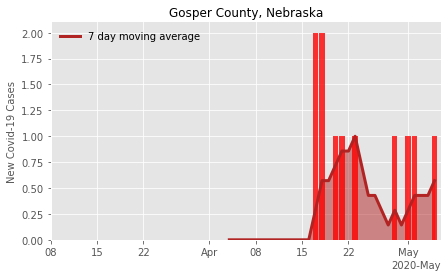 Gosper County, Nebraska
7 day moving average
New Covid-19 Cases
2.00
1.75
1.50
1.25
1.00
0.75
0.50
0.25
0.00
08 15 22 Apr 08 15 22 May
2020-May